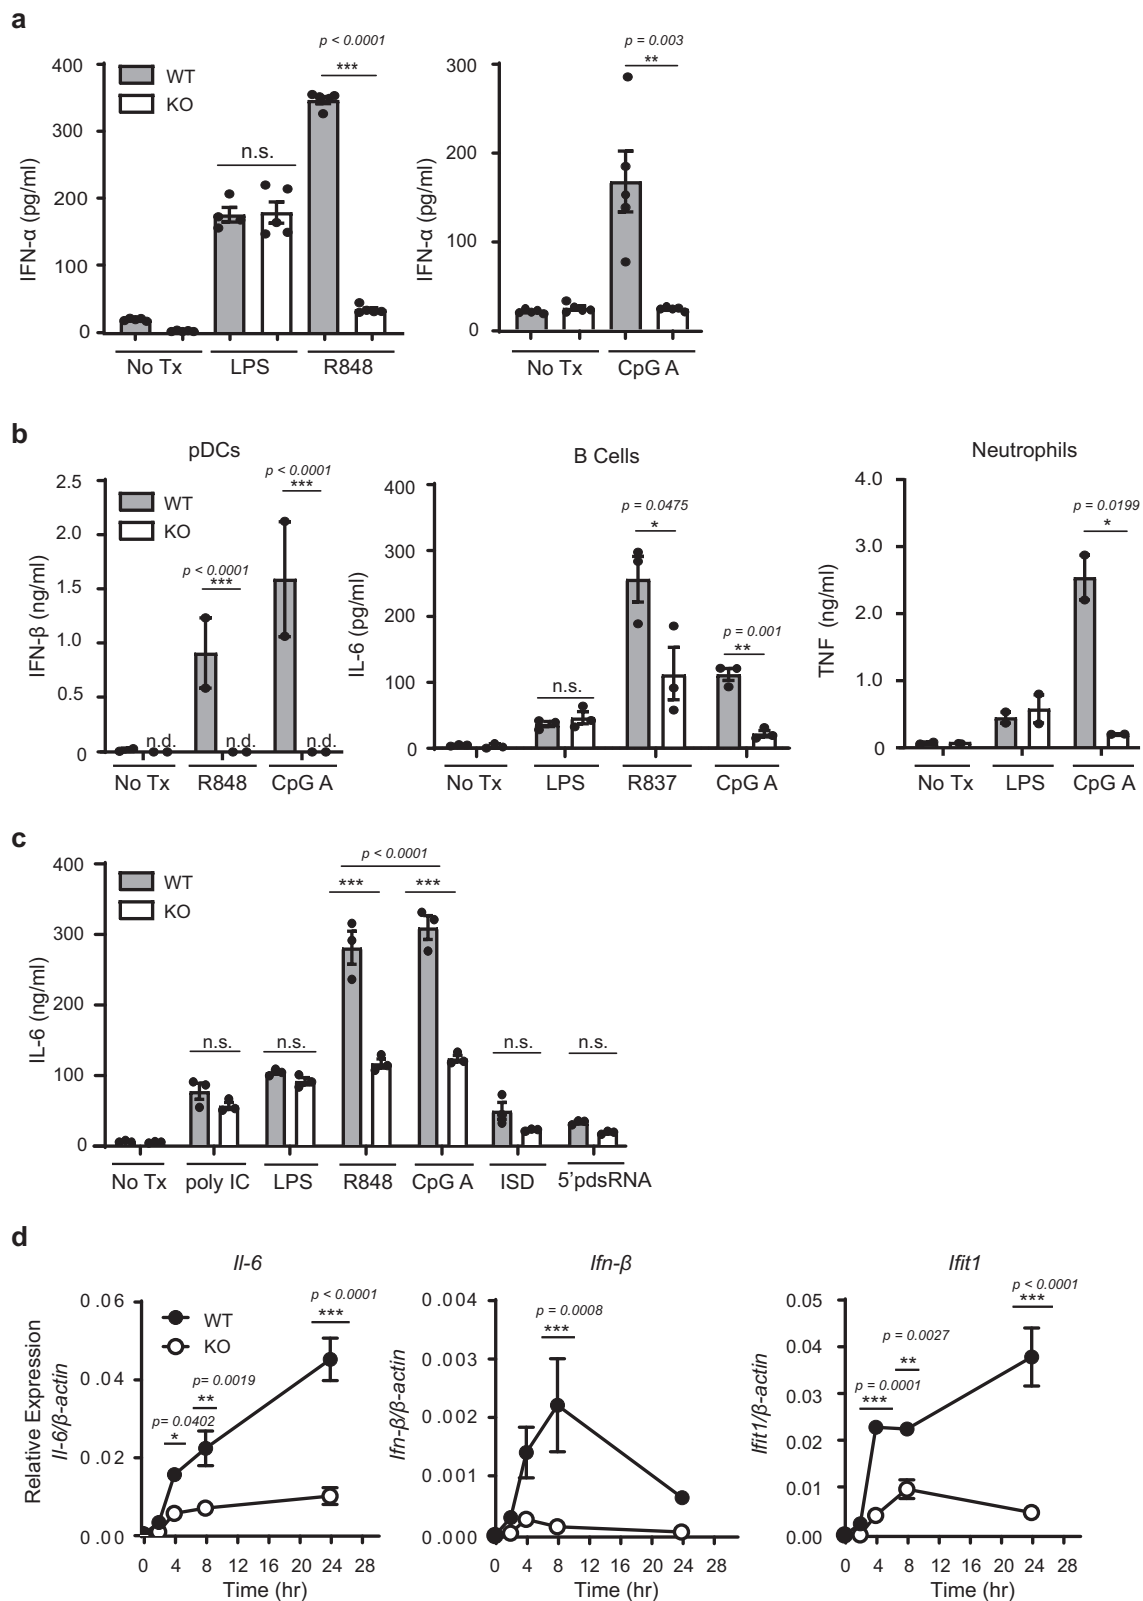 a
p < 0.0001
***
n.s.
WT
KO
400
300
200
100
0
IFN-α (pg/ml)
No Tx LPS R848
p = 0.003
**
300
200
100
0
IFN-α (pg/ml)
No Tx CpG A
b
pDCs
p < 0.0001
***
p < 0.0001
***
WT
KO
2.5
2.0
1.5
1.0
0.5
0
IFN-β (ng/ml)
n.d. n.d. n.d.
No Tx R848 CpG A
B Cells
p = 0.0475
*
p = 0.001
**
n.s.
400
300
200
100
0
IL-6 (pg/ml)
No Tx LPS R837 CpG A
Neutrophils
p = 0.0199
*
4.0
3.0
2.0
1.0
0
TNF (ng/ml)
No Tx LPS CpG A
c
p < 0.0001
*** ***
WT
KO
400
300
200
100
0
IL-6 (ng/ml)
n.s. n.s. n.s. n.s.
No Tx poly IC LPS R848 CpG A ISD 5'pdsRNA
d
Il-6
p < 0.0001
***
p= 0.0019
**
p= 0.0402
*
WT
KO
0.06
0.04
0.02
0.00
Relative Expression
Il-6/β-actin
0 4 8 12 16 20 24 28
Time (hr)
Ifn-β
p = 0.0008
***
0.004
0.003
0.002
0.001
0.000
Ifn-β/β-actin
0 4 8 12 16 20 24 28
Time (hr)
Ifit1
p < 0.0001
***
p = 0.0027
**
p = 0.0001
***
0.05
0.04
0.03
0.02
0.01
0.00
Ifit1/β-actin
0 4 8 12 16 20 24 28
Time (hr)